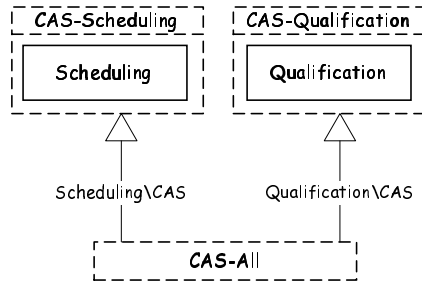 CAS-Scheduling
CAS-Qualification
Scheduling
Qualification
Scheduling\CAS
Qualification\CAS
CAS-All